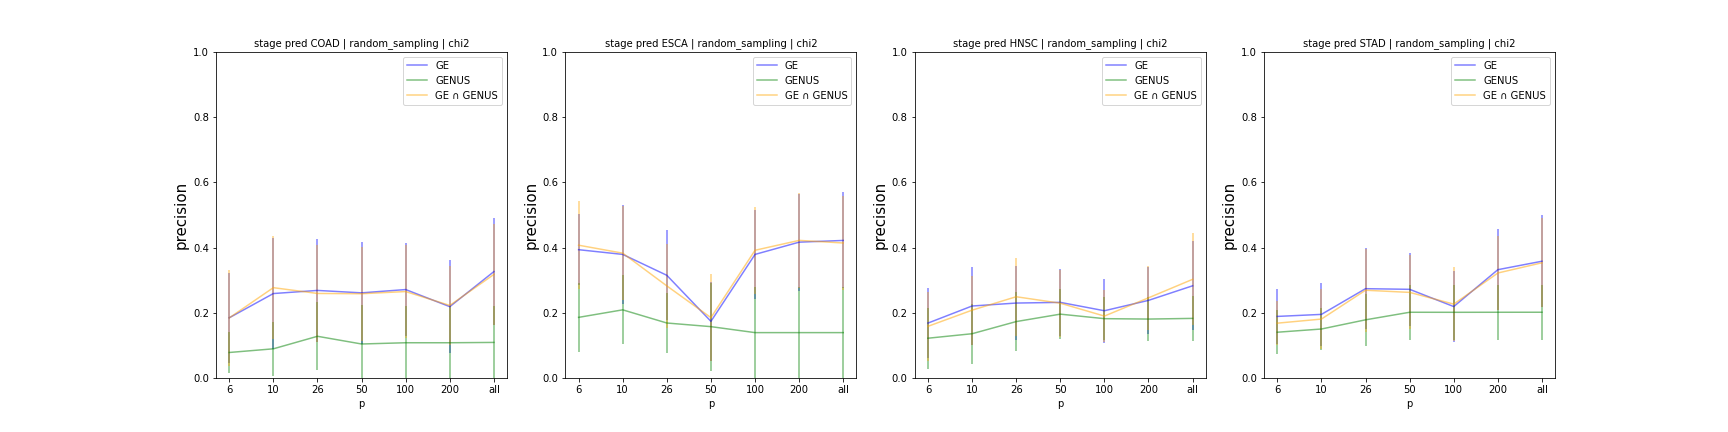 stage pred COAD | random_sampling | chi2
1.0
0.8
0.6
0.4
0.2
0.0
precision
GE
GENUS
GE ∩ GENUS
6 10 26 50 100 200 all
p
stage pred ESCA | random_sampling | chi2
1.0
0.8
0.6
0.4
0.2
0.0
precision
GE
GENUS
GE ∩ GENUS
6 10 26 50 100 200 all
p
stage pred HNSC | random_sampling | chi2
1.0
0.8
0.6
0.4
0.2
0.0
precision
GE
GENUS
GE ∩ GENUS
6 10 26 50 100 200 all
p
stage pred STAD | random_sampling | chi2
1.0
0.8
0.6
0.4
0.2
0.0
precision
GE
GENUS
GE ∩ GENUS
6 10 26 50 100 200 all
p